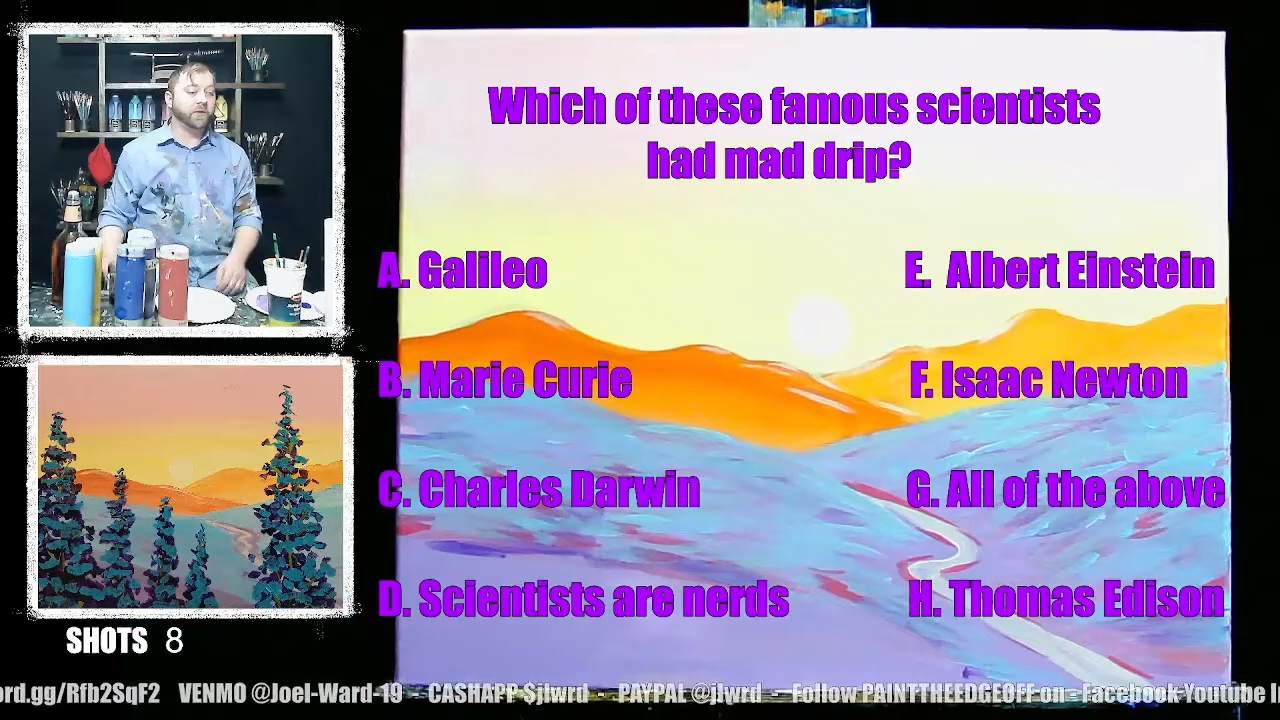 Which of these famous scientists
had mad drip?
A. Galileo
E. Albert Einstein
B. Marie Curie
F. Isaac Newton
C. Charles Darwin
G. All of the above
D. Scientists are nerds
H. Thomas Edison
SHOTS 8
ord.gg/Rfb2SqF2 VENMO @Joel-Ward-19 - CASHAPP $jlwrd - PAYPAL @jlwrd - Follow PAINTTHEEDGEOFF on - Facebook Youtube I